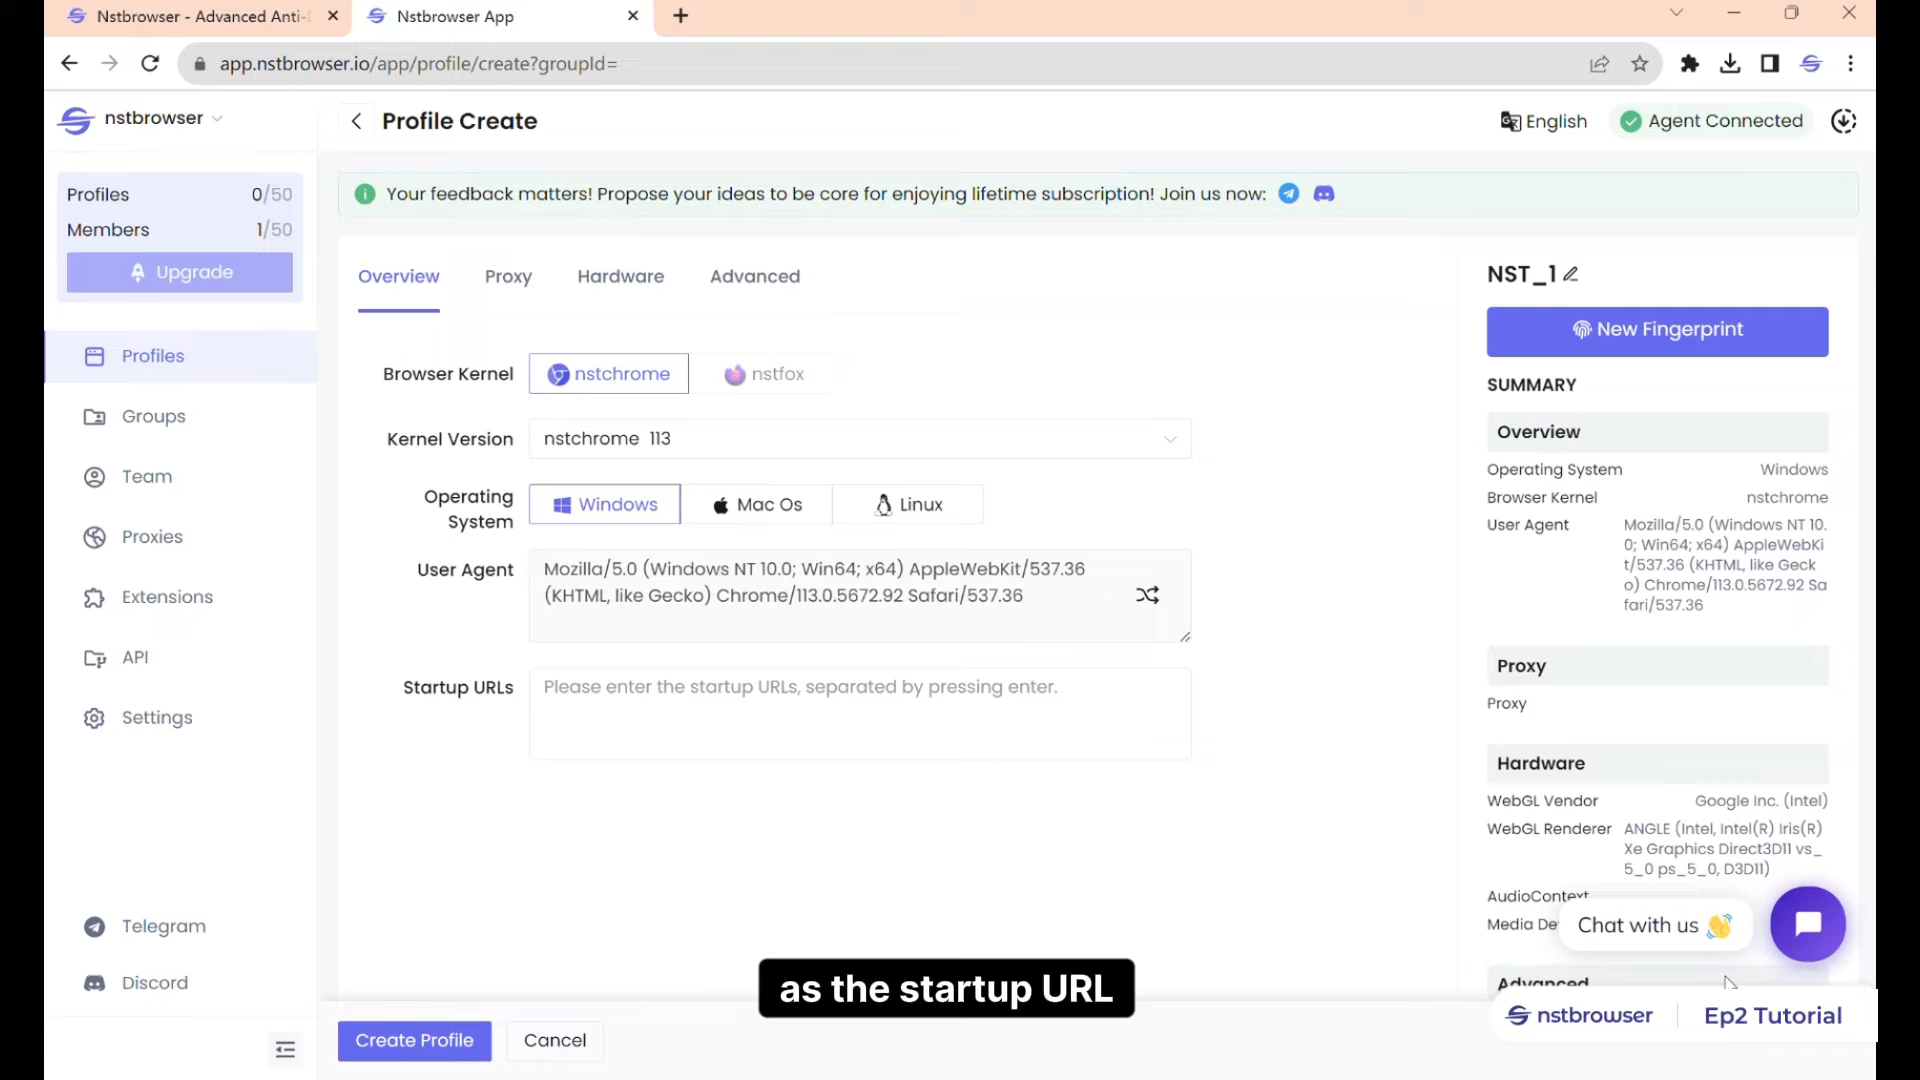 Nstbrowser - Advanced Anti-
Nstbrowser App
app.nstbrowser.io/app/profile/create?groupId=
nstbrowser
Profile Create
English
Agent Connected
Profiles 0/50
Members 1/50
Upgrade
Your feedback matters! Propose your ideas to be core for enjoying lifetime subscription! Join us now:
Profiles
Groups
Team
Proxies
Extensions
API
Settings
Telegram
Discord
Overview Proxy Hardware Advanced
Browser Kernel nstchrome nstfox
Kernel Version nstchrome 113
Operating
System
Windows Mac Os Linux
User Agent
Mozilla/5.0 (Windows NT 10.0; Win64; x64) AppleWebKit/537.36
(KHTML, like Gecko) Chrome/113.0.5672.92 Safari/537.36
Startup URLs
Please enter the startup URLs, separated by pressing enter.
NST_1
New Fingerprint
SUMMARY
Overview
Operating System Windows
Browser Kernel nstchrome
User Agent Mozilla/5.0 (Windows NT 10.
0; Win64; x64) AppleWebKi
t/537.36 (KHTML, like Geck
o) Chrome/113.0.5672.92 Sa
fari/537.36
Proxy
Proxy
Hardware
WebGL Vendor Google Inc. (Intel)
WebGL Renderer ANGLE (Intel, Intel(R) Iris(R)
Xe Graphics Direct3D11 vs_
5_0 ps_5_0, D3D11)
AudioContext
Media De
Chat with us
Advanced
as the startup URL
Create Profile
Cancel
nstbrowser
Ep2 Tutorial